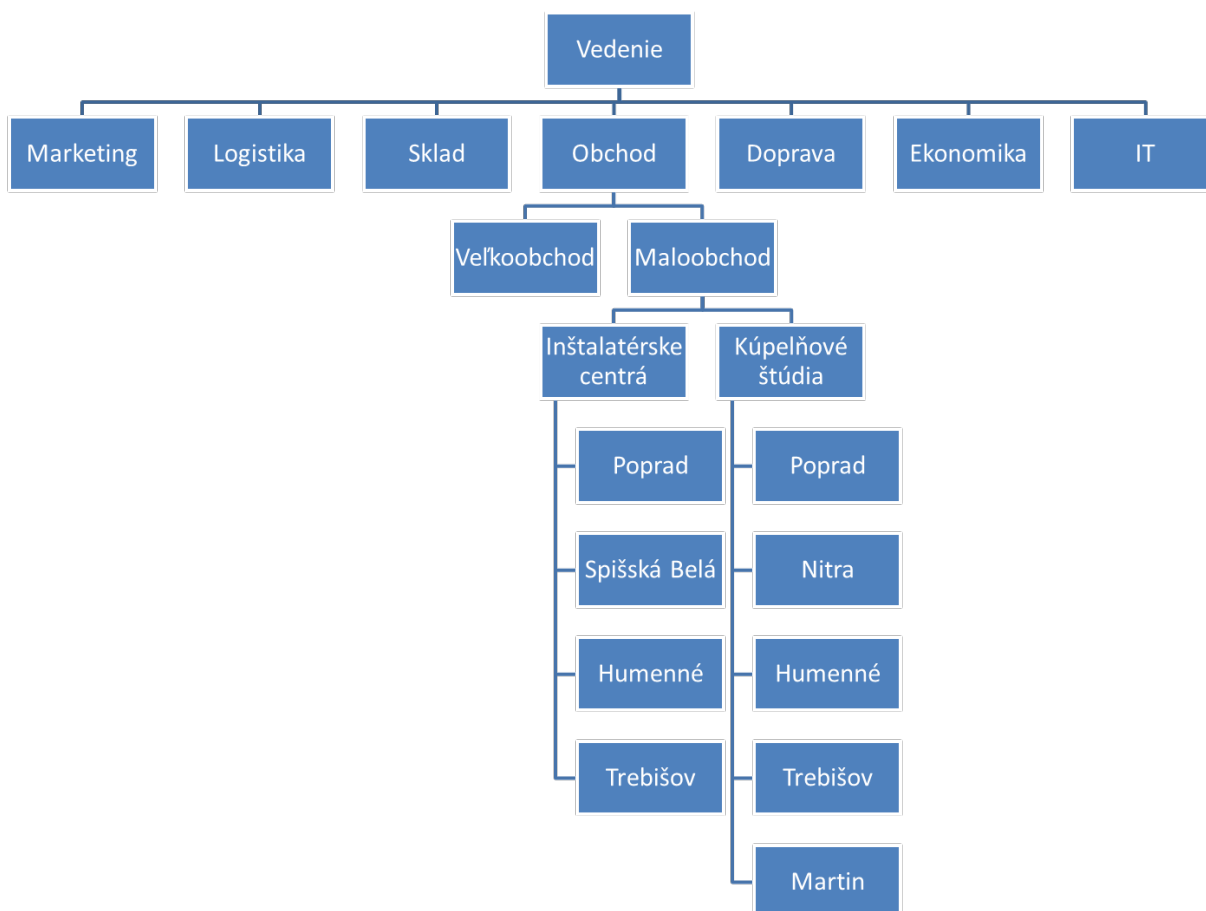 Vedenie
Marketing
Logistika
Sklad
Obchod
Doprava
Ekonomika
IT
Veľkoobchod
Maloobchod
Inštalatérske
centrá
Kúpelňové
štúdia
Poprad
Poprad
Spišská Belá
Nitra
Humenné
Humenné
Trebišov
Trebišov
Martin